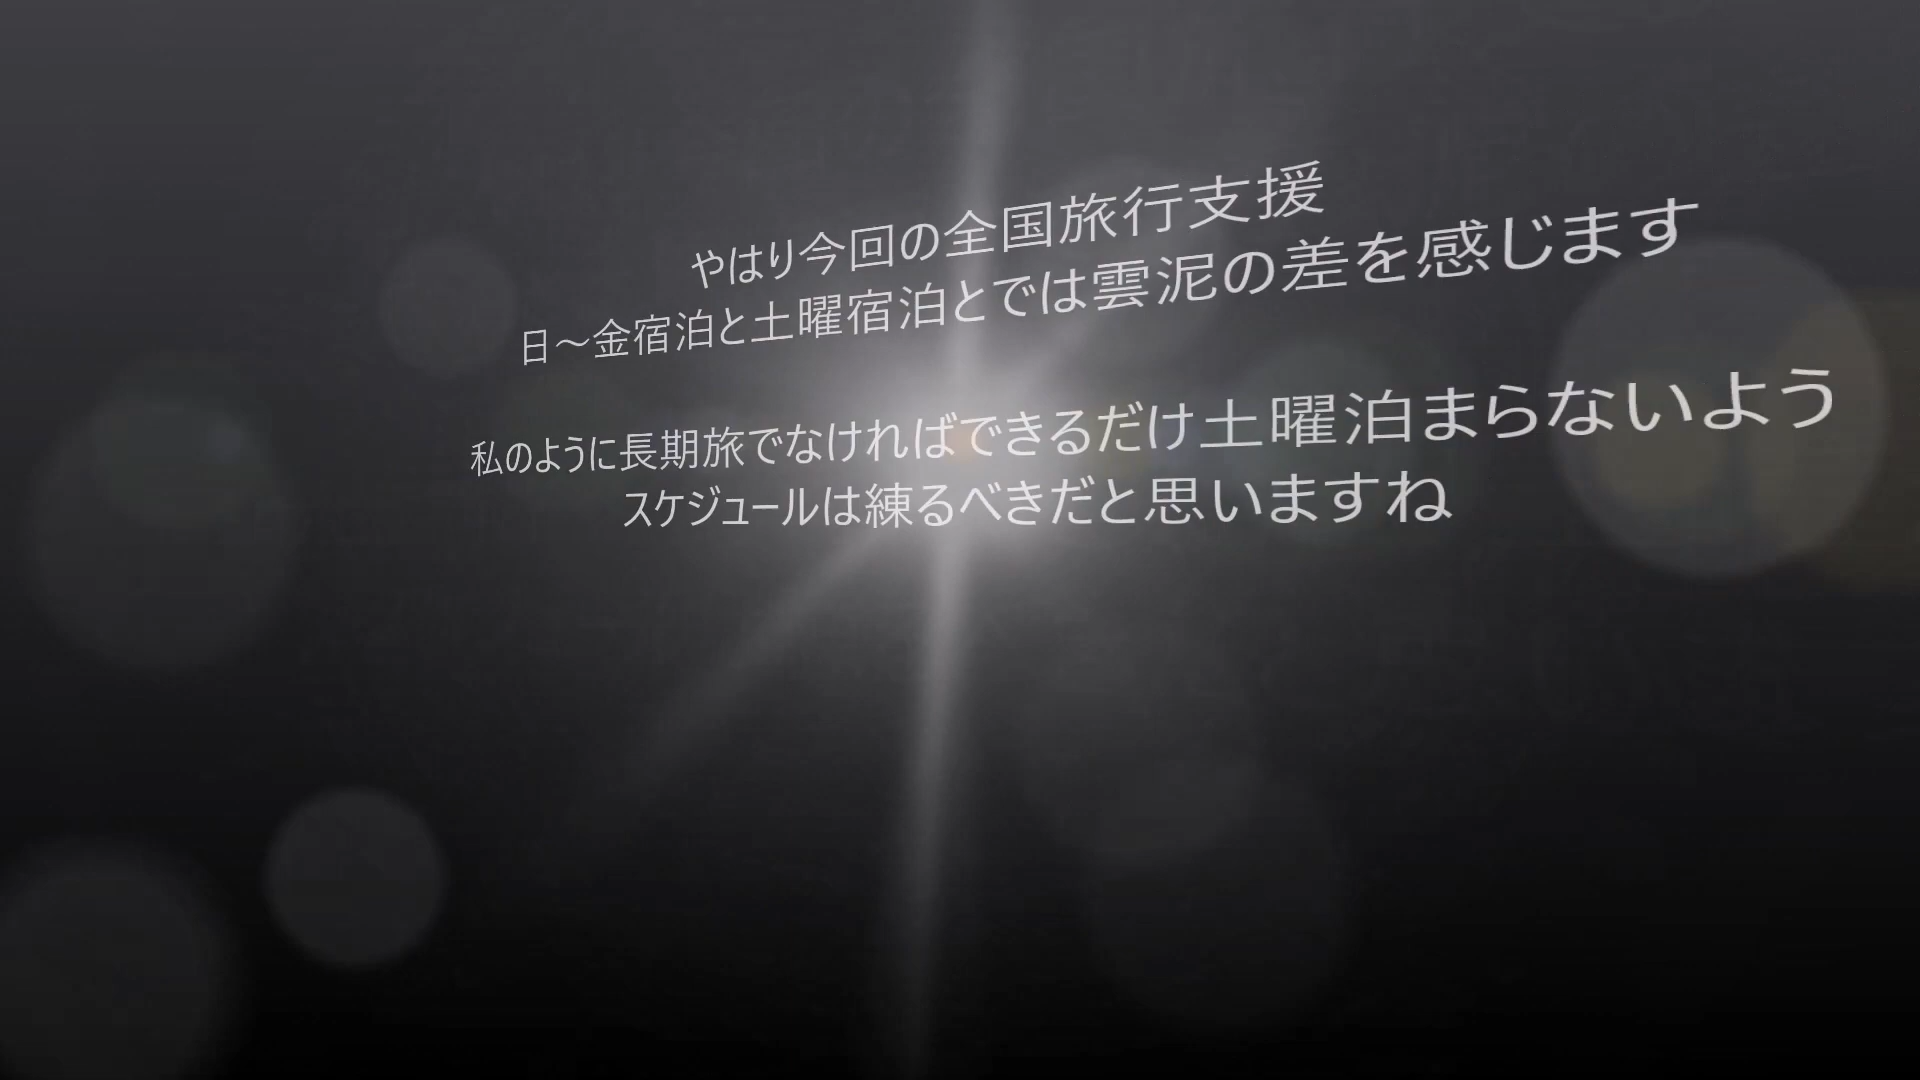 やはり今回の全国旅行支援
日～金宿泊と土曜宿泊とでは雲泥の差を感じます
私のように長期旅でなければできるだけ土曜泊まらないよう
スケジュールは練るべきだと思いますね